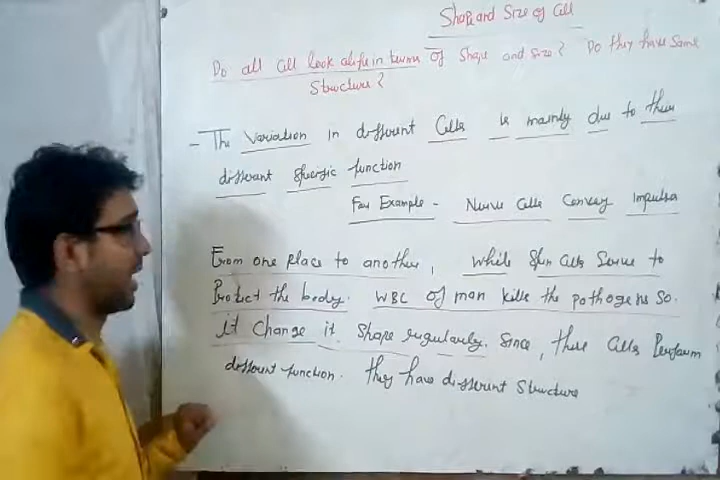 Shape and Size of Cell
Do all Cell look alike in terms of Shape and Size? Do they have Same
Structure?
- The Variation in different Cells is mainly due to their
different specific function
For Example - Nerve Cells Convey impulses
From one place to another, while Skin Cells Serve to
Protect the body. WBC of man kills the pathogens So.
it Change it Shape regularly. Since, these Cells Perform
different function. they have different Structure